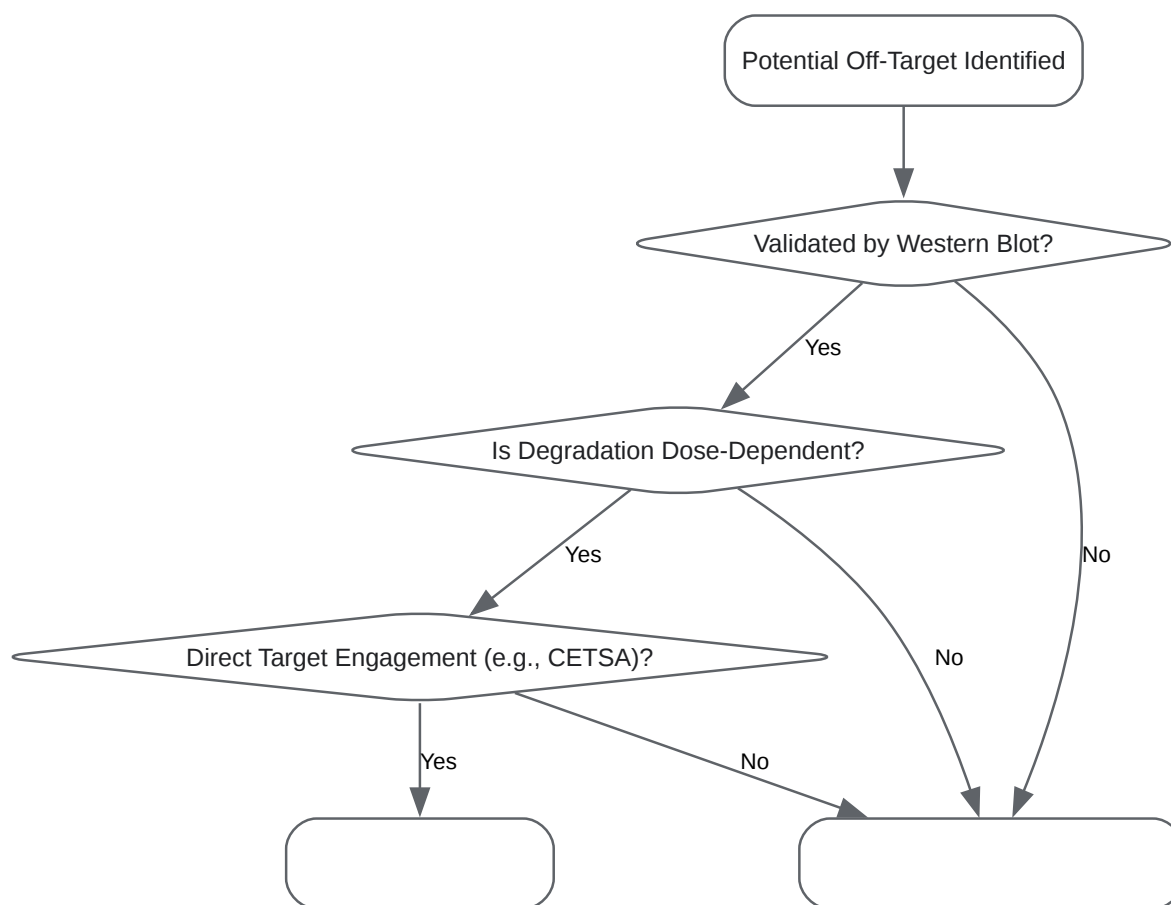 Potential Off-Target Identified
Validated by Western Blot?
Yes
Is Degradation Dose-Dependent?
Yes
No
Direct Target Engagement (e.g., CETSA)?
No
Yes
No